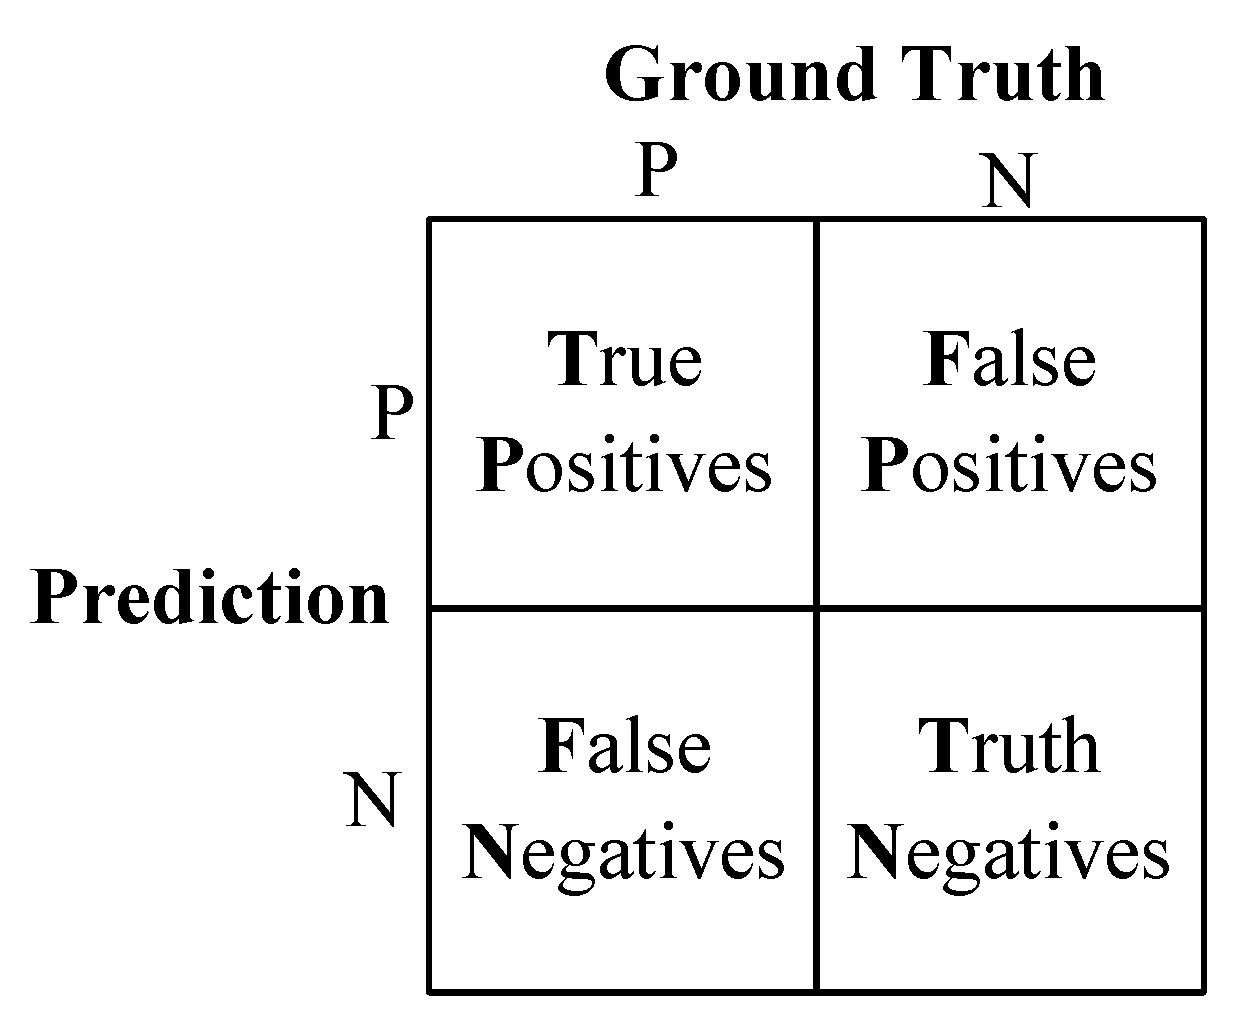 Ground Truth
P
N
P
True
Positives
False
Positives
Prediction
N
False
Negatives
Truth
Negatives